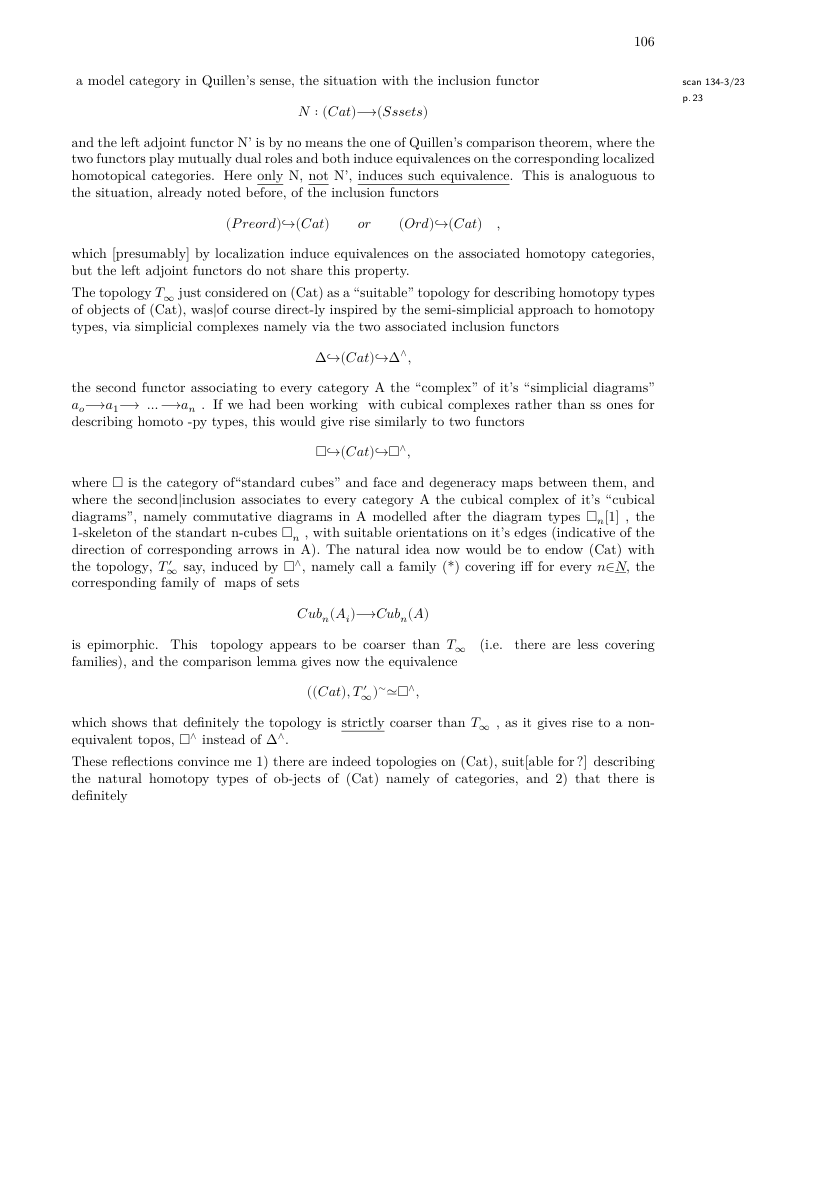 106
a model category in Quillen's sense, the situation with the inclusion functor
scan 134-3/23
p. 23
N : (Cat)⟶(Sssets)
and the left adjoint functor N' is by no means the one of Quillen's comparison theorem, where the
two functors play mutually dual roles and both induce equivalences on the corresponding localized
homotopical categories. Here only N, not N', induces such equivalence. This is analoguous to
the situation, already noted before, of the inclusion functors
(Preord)↪(Cat) or (Ord)↪(Cat) ,
which [presumably] by localization induce equivalences on the associated homotopy categories,
but the left adjoint functors do not share this property.
The topology T∞ just considered on (Cat) as a “suitable” topology for describing homotopy types
of objects of (Cat), was|of course direct-ly inspired by the semi-simplicial approach to homotopy
types, via simplicial complexes namely via the two associated inclusion functors
Δ↪(Cat)↪Δ^,
the second functor associating to every category A the “complex” of it's “simplicial diagrams”
aₒ⟶a₁⟶ ...⟶aₙ . If we had been working with cubical complexes rather than ss ones for
describing homoto -py types, this would give rise similarly to two functors
□↪(Cat)↪□^,
where □ is the category of“standard cubes” and face and degeneracy maps between them, and
where the second|inclusion associates to every category A the cubical complex of it's “cubical
diagrams”, namely commutative diagrams in A modelled after the diagram types □ₙ[1] , the
1-skeleton of the standart n-cubes □ₙ , with suitable orientations on it's edges (indicative of the
direction of corresponding arrows in A). The natural idea now would be to endow (Cat) with
the topology, T′∞ say, induced by □^, namely call a family (*) covering iff for every n∈N, the
corresponding family of maps of sets
Cubₙ(Aᵢ)⟶Cubₙ(A)
is epimorphic. This topology appears to be coarser than T∞ (i.e. there are less covering
families), and the comparison lemma gives now the equivalence
((Cat), T′∞)~≃□^,
which shows that definitely the topology is strictly coarser than T∞ , as it gives rise to a non-
equivalent topos, □^ instead of Δ^.
These reflections convince me 1) there are indeed topologies on (Cat), suit[able for ?] describing
the natural homotopy types of ob-jects of (Cat) namely of categories, and 2) that there is
definitely